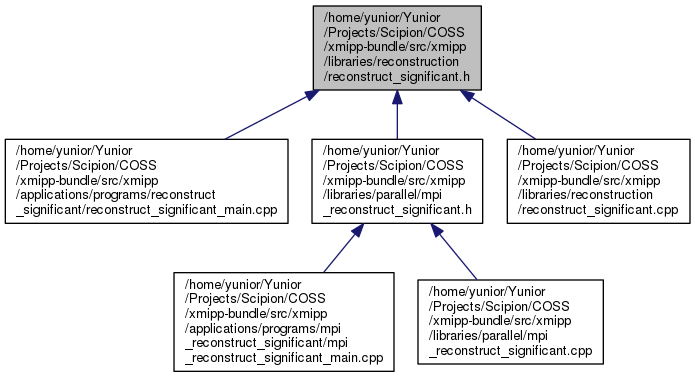 /home/yunior/Yunior
/Projects/Scipion/COSS
/xmipp-bundle/src/xmipp
/libraries/reconstruction
/reconstruct_significant.h
/home/yunior/Yunior
/Projects/Scipion/COSS
/xmipp-bundle/src/xmipp
/applications/programs/reconstruct
_significant/reconstruct_significant_main.cpp
/home/yunior/Yunior
/Projects/Scipion/COSS
/xmipp-bundle/src/xmipp
/libraries/parallel/mpi
_reconstruct_significant.h
/home/yunior/Yunior
/Projects/Scipion/COSS
/xmipp-bundle/src/xmipp
/libraries/reconstruction
/reconstruct_significant.cpp
/home/yunior/Yunior
/Projects/Scipion/COSS
/xmipp-bundle/src/xmipp
/applications/programs/mpi
_reconstruct_significant/mpi
_reconstruct_significant_main.cpp
/home/yunior/Yunior
/Projects/Scipion/COSS
/xmipp-bundle/src/xmipp
/libraries/parallel/mpi
_reconstruct_significant.cpp